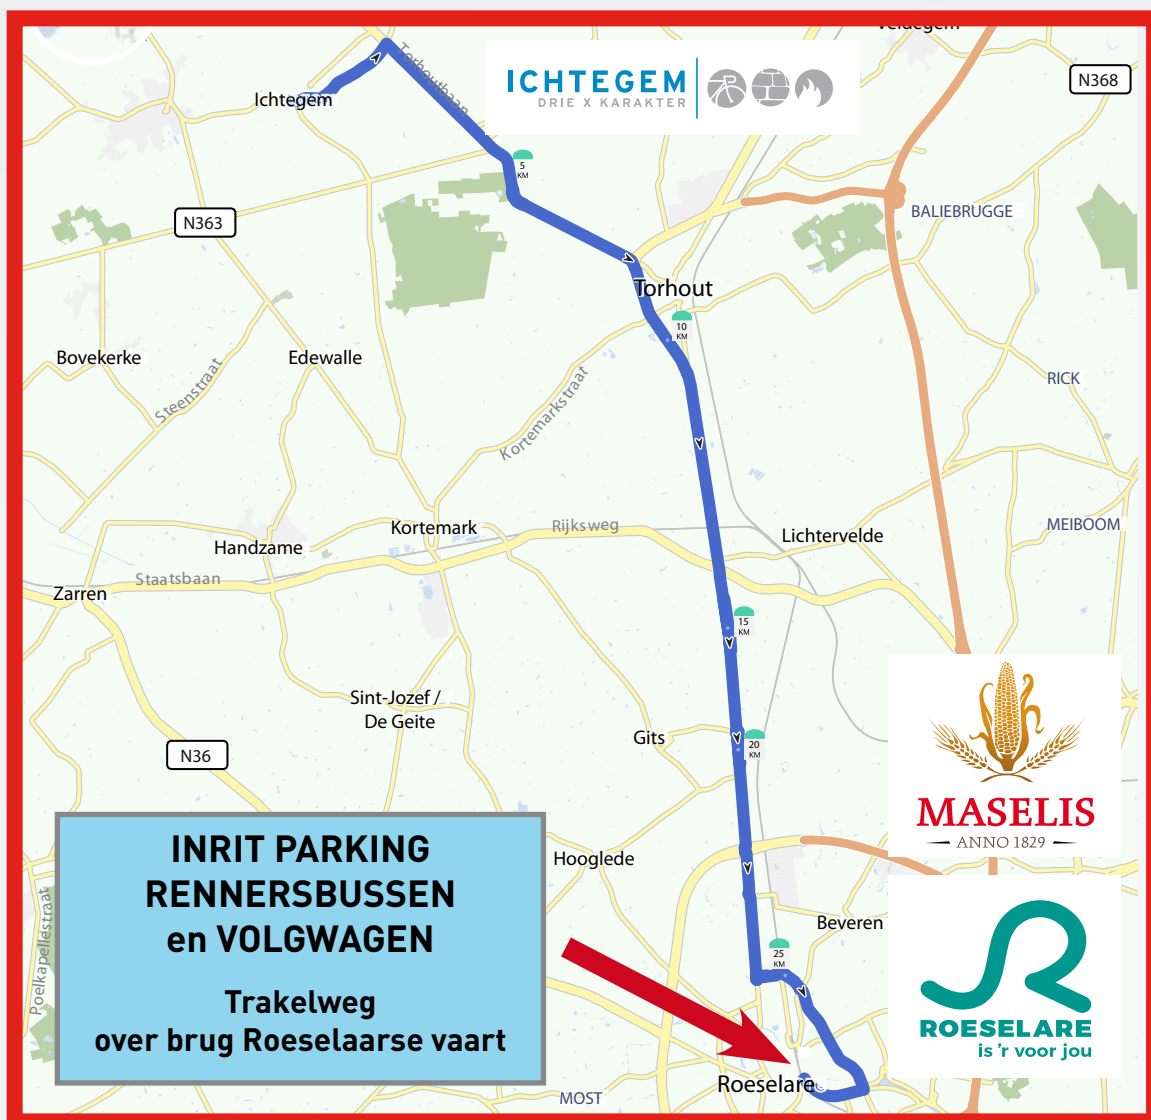 Veldegem
Torhoutbaan
ICHTEGEM
DRIE X KARAKTER
N368
Ichtegem
5
KM
N363
BALIEBRUGGE
Torhout
10
KM
Bovekerke
Edewalle
RICK
Steenstraat
Kortemarkstraat
Kortemark
Rijksweg
MEIBOOM
Lichtervelde
Handzame
Staatsbaan
Zarren
15
KM
Sint-Jozef /
De Geite
Gits
20
KM
N36
MASELIS
ANNO 1829
INRIT PARKING
RENNERSBUSSEN
en VOLGWAGEN
Trakelweg
over brug Roeselaarse vaart
Hooglede
Poelkapellestraat
Beveren
25
KM
ROESELARE
is 'r voor jou
Roeselare
MOST